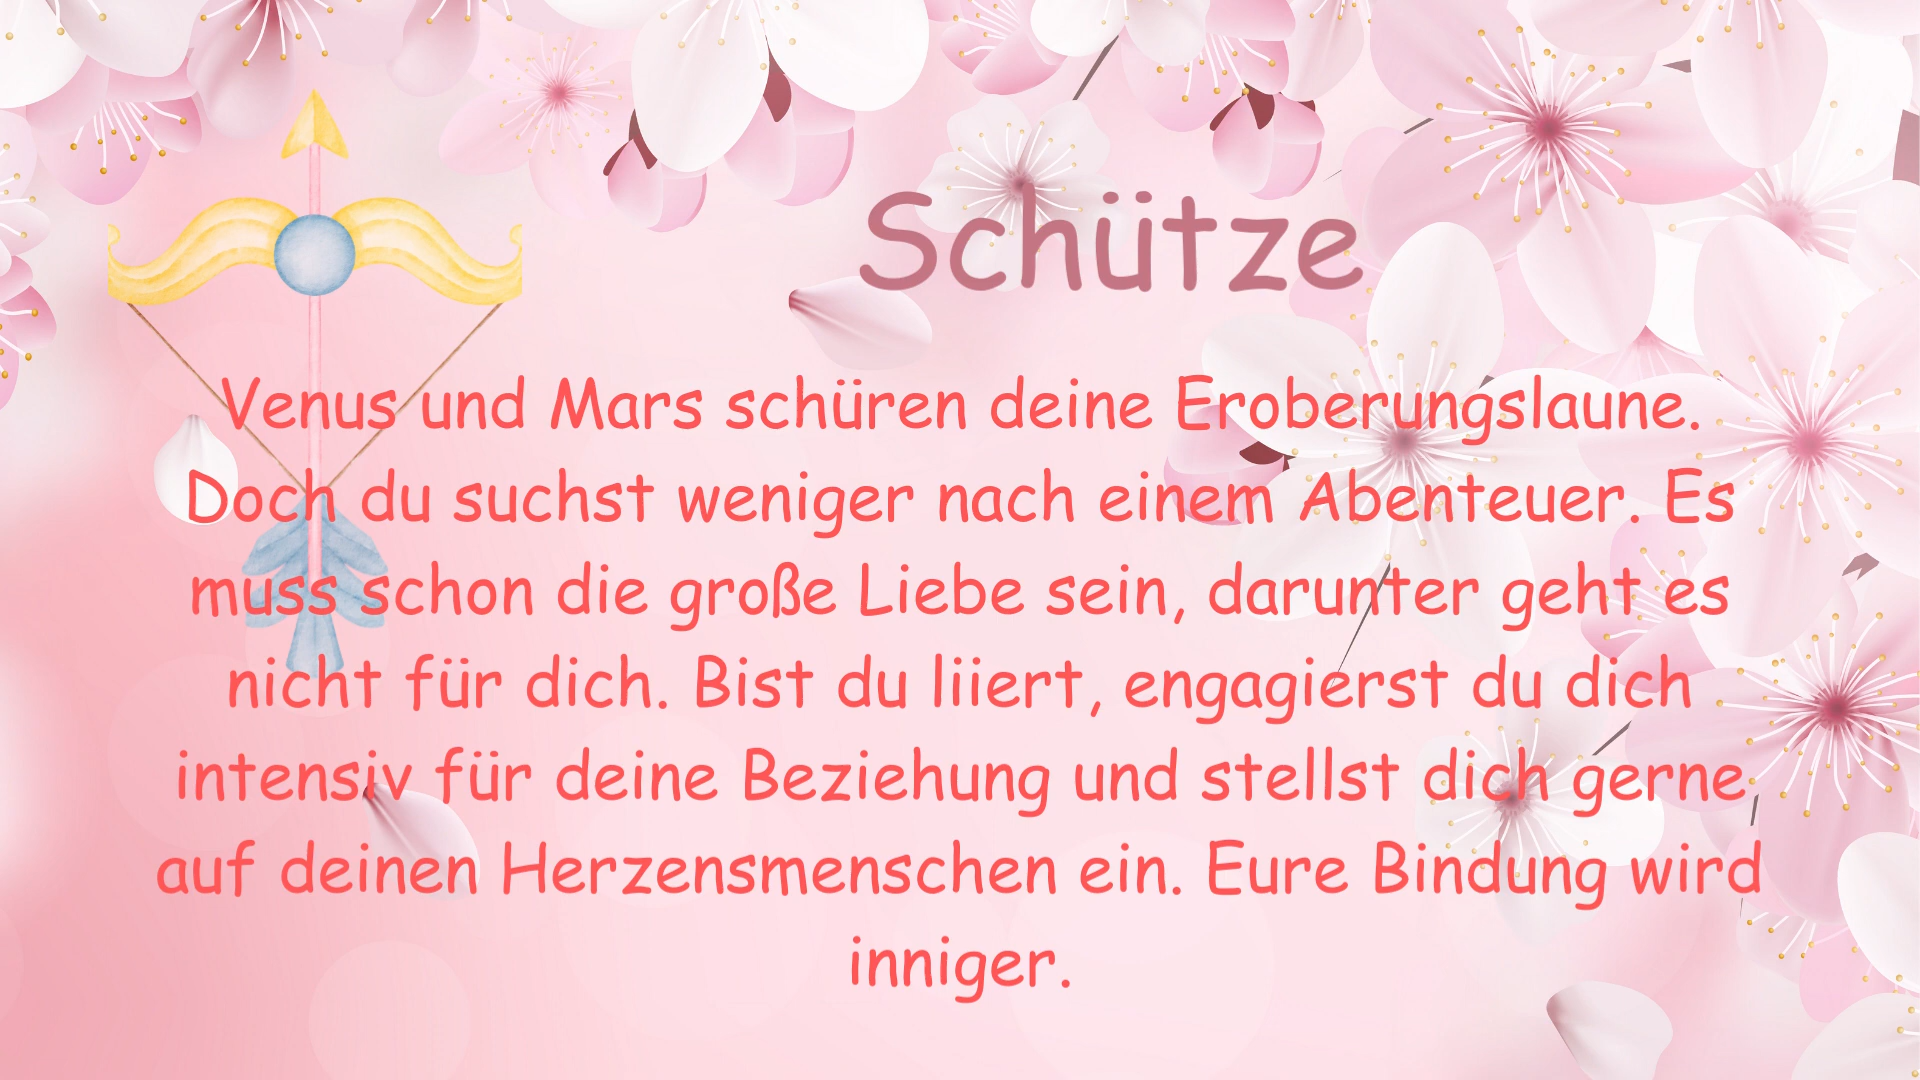 Schütze
Venus und Mars schüren deine Eroberungslaune.
Doch du suchst weniger nach einem Abenteuer. Es
muss schon die große Liebe sein, darunter geht es
nicht für dich. Bist du liiert, engagierst du dich
intensiv für deine Beziehung und stellst dich gerne
auf deinen Herzensmenschen ein. Eure Bindung wird
inniger.